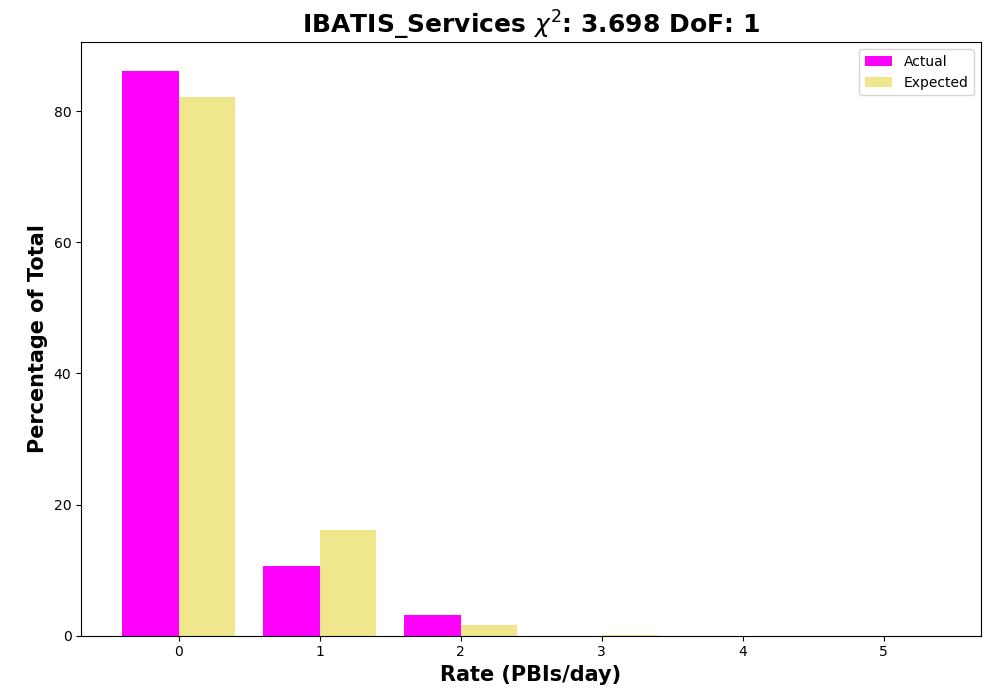 IBATIS_Services χ²: 3.698 DoF: 1
Actual
Expected
Percentage of Total
80
60
40
20
0
0 1 2 3 4 5
Rate (PBIs/day)